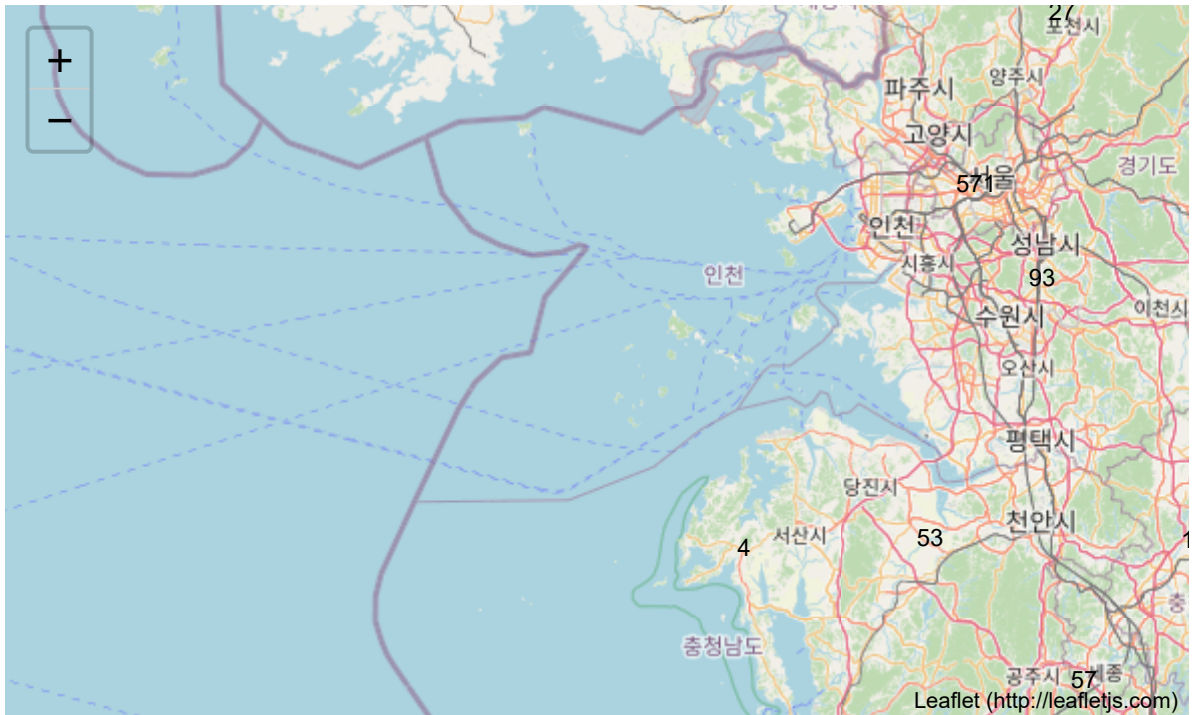 27
포천시
+
양주시
파주시
−
고양시
경기도
571
인천
성남시
시흥시
인천
93
이천시
수원시
오산시
평택시
당진시
천안시
서산시
53
4
충청남도
공주시
57
세종
Leaflet (http://leafletjs.com)